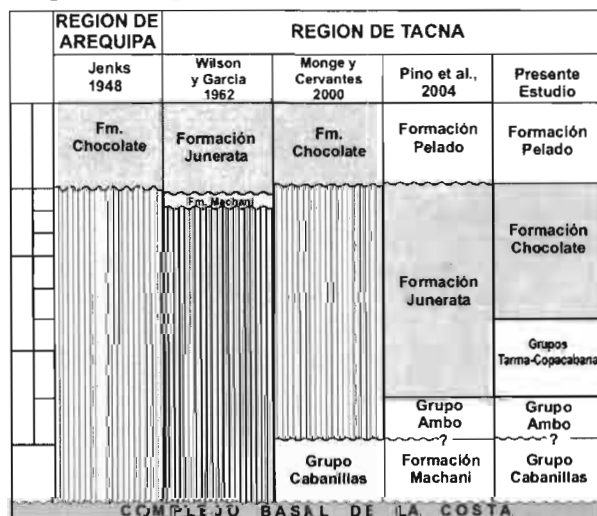 REGION DE
AREQUIPA
REGION DE TACNA
Jenks
1948
Wilson
y Garcia
1962
Monge y
Cervantes
2000
Pino et al.,
2004
Presente
Estudio
Fm.
Chocolate
Formación
Junerata
Fm.
Chocolate
Formación
Pelado
Formación
Pelado
Fm. Machani
Formación
Junerata
Formación
Chocolate
Grupos
Tarma-Copacabana
Grupo
Ambo
?
Grupo
Ambo
?
Grupo
Cabanillas
Formación
Machani
Grupo
Cabanillas
COMPLEJO BASAL DE LA COSTA